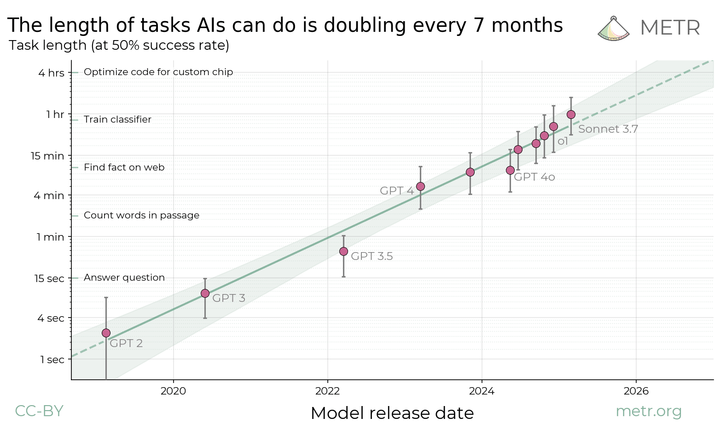 The length of tasks AIs can do is doubling every 7 months
METR
Task length (at 50% success rate)
4 hrs
Optimize code for custom chip
1 hr
Train classifier
Sonnet 3.7
o1
15 min
Find fact on web
GPT 4o
GPT 4
4 min
Count words in passage
1 min
GPT 3.5
15 sec
Answer question
GPT 3
4 sec
GPT 2
1 sec
2020
2022
2024
2026
CC-BY
Model release date
metr.org